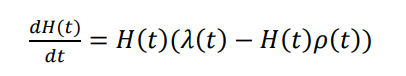 dH(t)/dt = H(t)(λ(t) − H(t)ρ(t))